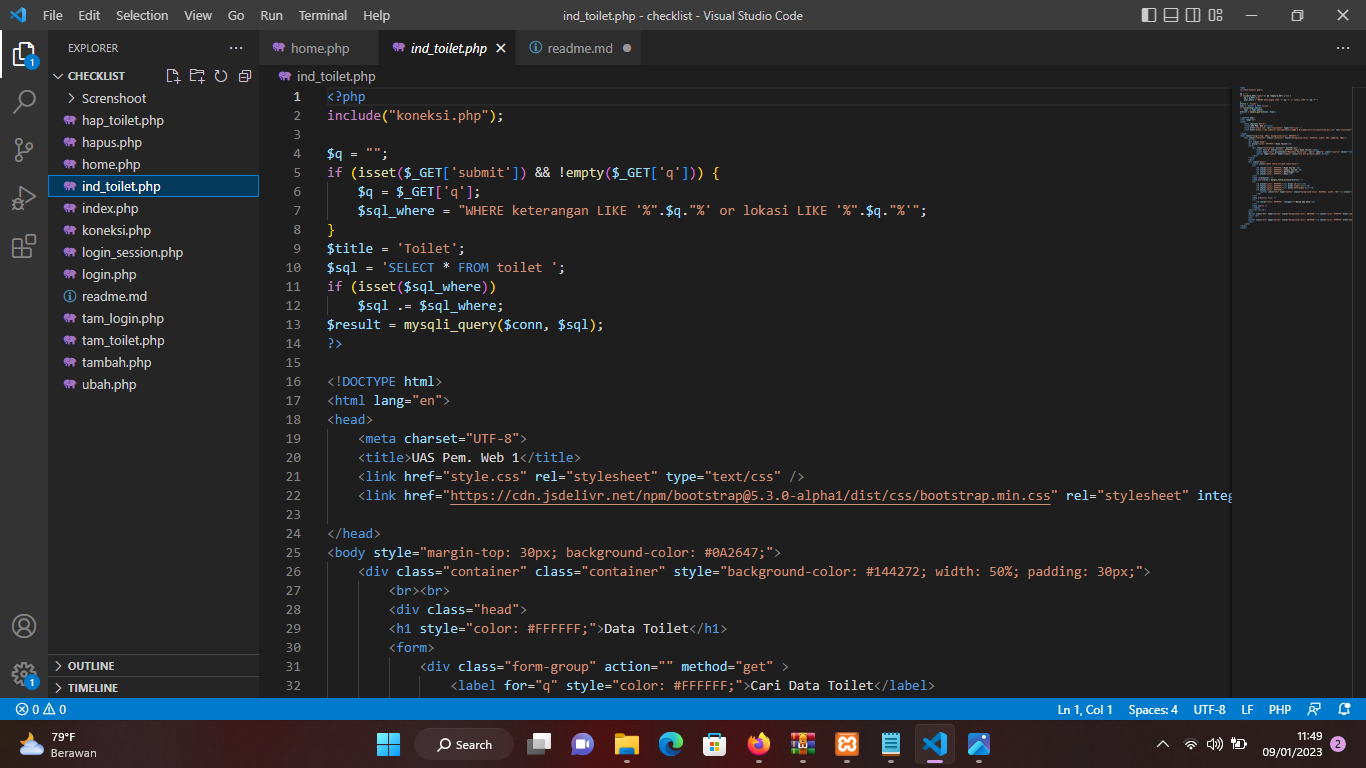 File Edit Selection View Go Run Terminal Help
ind_toilet.php - checklist - Visual Studio Code
EXPLORER
CHECKLIST
Screnshoot
hap_toilet.php
hapus.php
home.php
ind_toilet.php
index.php
koneksi.php
login_session.php
login.php
readme.md
tam_login.php
tam_toilet.php
tambah.php
ubah.php
OUTLINE
TIMELINE
1
1
home.php ind_toilet.php readme.md
ind_toilet.php
1 <?php
2 include("koneksi.php");
3
4 $q = "";
5 if (isset($_GET['submit']) && !empty($_GET['q'])) {
6 $q = $_GET['q'];
7 $sql_where = "WHERE keterangan LIKE '%".$q."%' or lokasi LIKE '%".$q."%'";
8 }
9 $title = 'Toilet';
10 $sql = 'SELECT * FROM toilet ';
11 if (isset($sql_where))
12 $sql .= $sql_where;
13 $result = mysqli_query($conn, $sql);
14 ?>
15
16 <!DOCTYPE html>
17 <html lang="en">
18 <head>
19 <meta charset="UTF-8">
20 <title>UAS Pem. Web 1</title>
21 <link href="style.css" rel="stylesheet" type="text/css" />
22 <link href="https://cdn.jsdelivr.net/npm/bootstrap@5.3.0-alpha1/dist/css/bootstrap.min.css" rel="stylesheet" integ
23
24 </head>
25 <body style="margin-top: 30px; background-color: #0A2647;">
26 <div class="container" class="container" style="background-color: #144272; width: 50%; padding: 30px;">
27 <br><br>
28 <div class="head">
29 <h1 style="color: #FFFFFF;">Data Toilet</h1>
30 <form>
31 <div class="form-group" action="" method="get" >
32 <label for="q" style="color: #FFFFFF;">Cari Data Toilet</label>
0 0
Ln 1, Col 1 Spaces: 4 UTF-8 LF PHP
79°F
Berawan
Search
11:49
09/01/2023
2